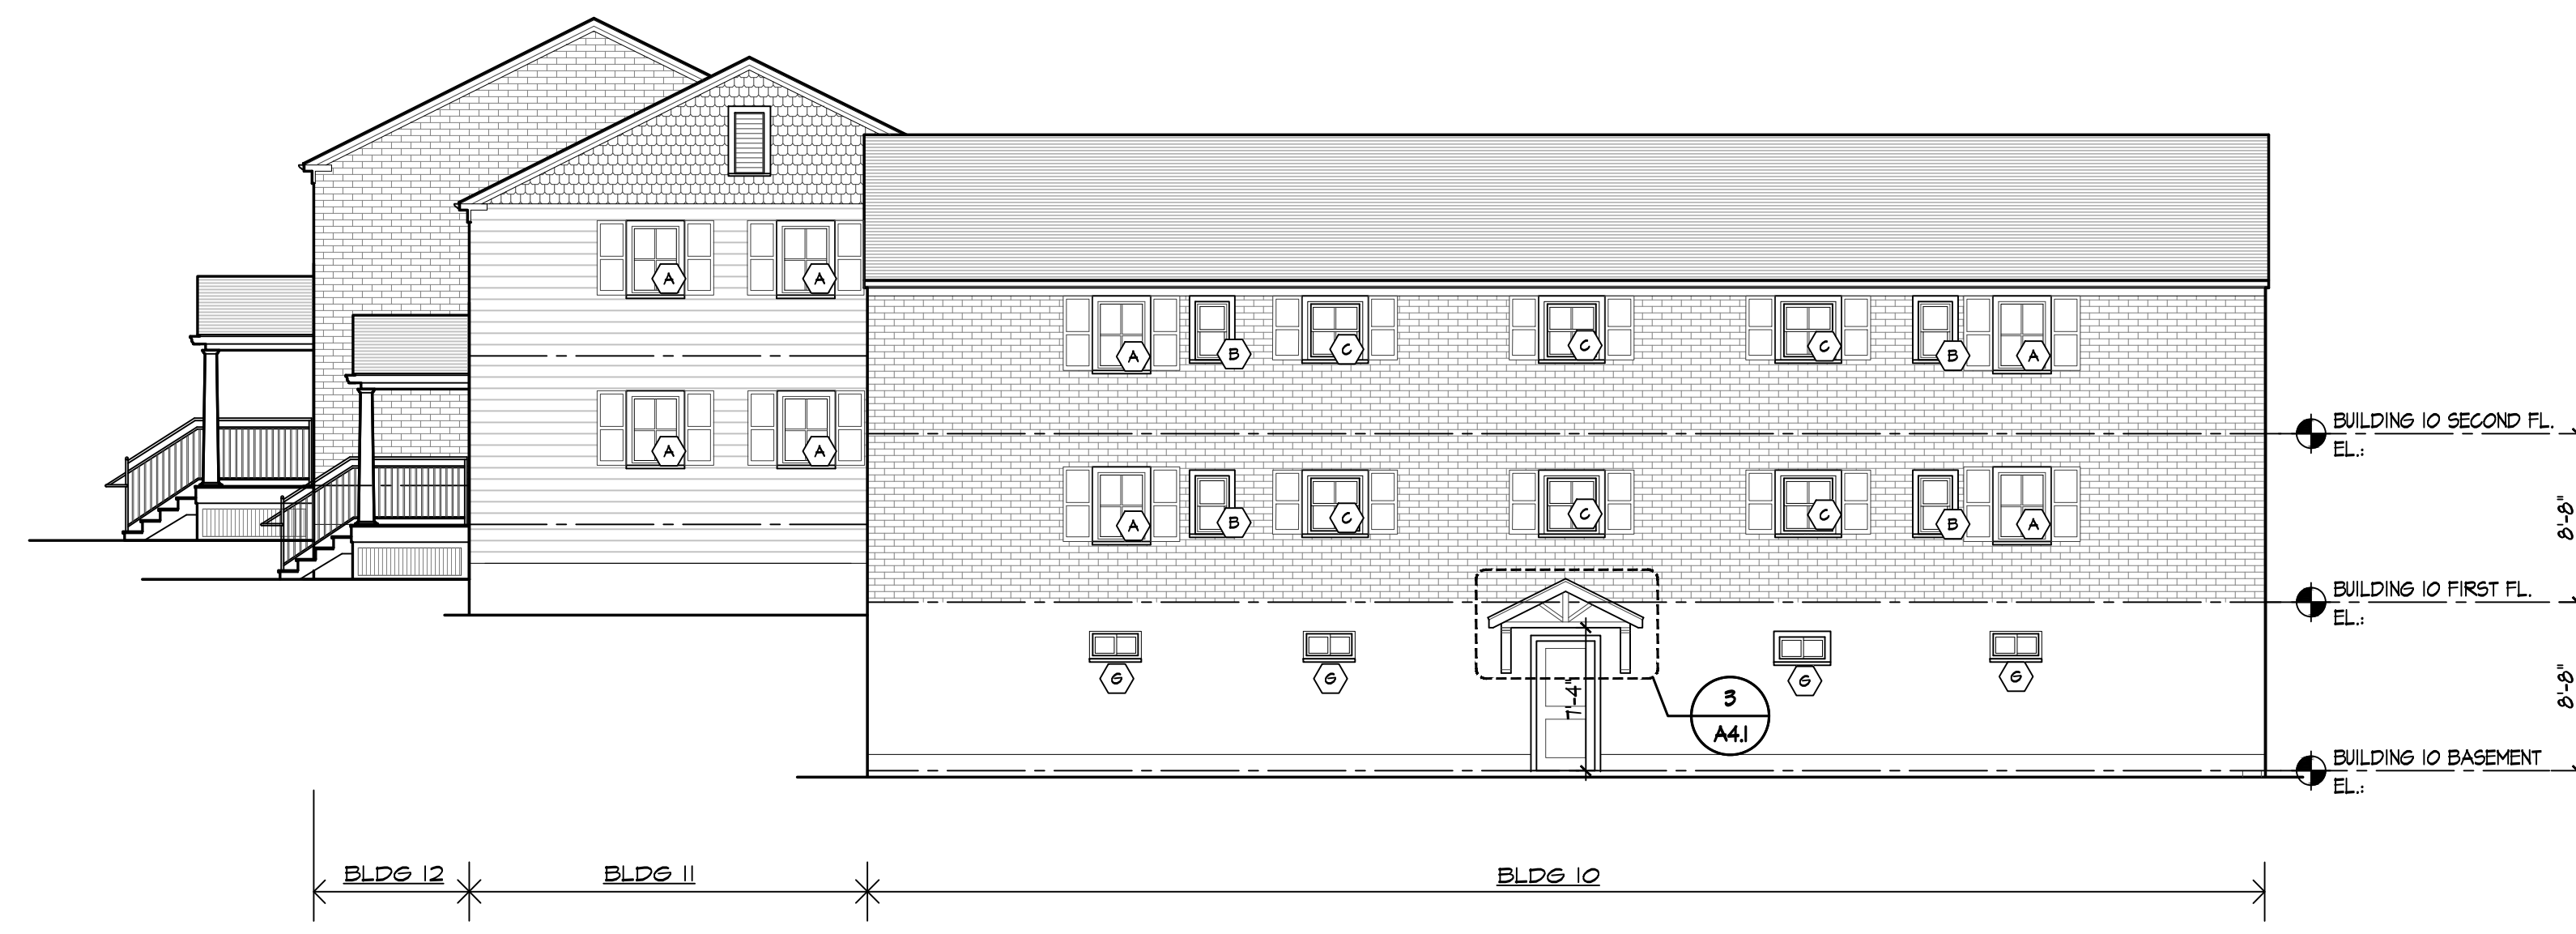 A A
A B C C C B A
BUILDING 10 SECOND FL.
EL.:
A A
A B C C C B A
8'-8"
BUILDING 10 FIRST FL.
EL.:
G G G G
7'-4"
3
A4.1
8'-8"
BUILDING 10 BASEMENT
EL.:
BLDG 12 BLDG 11 BLDG 10